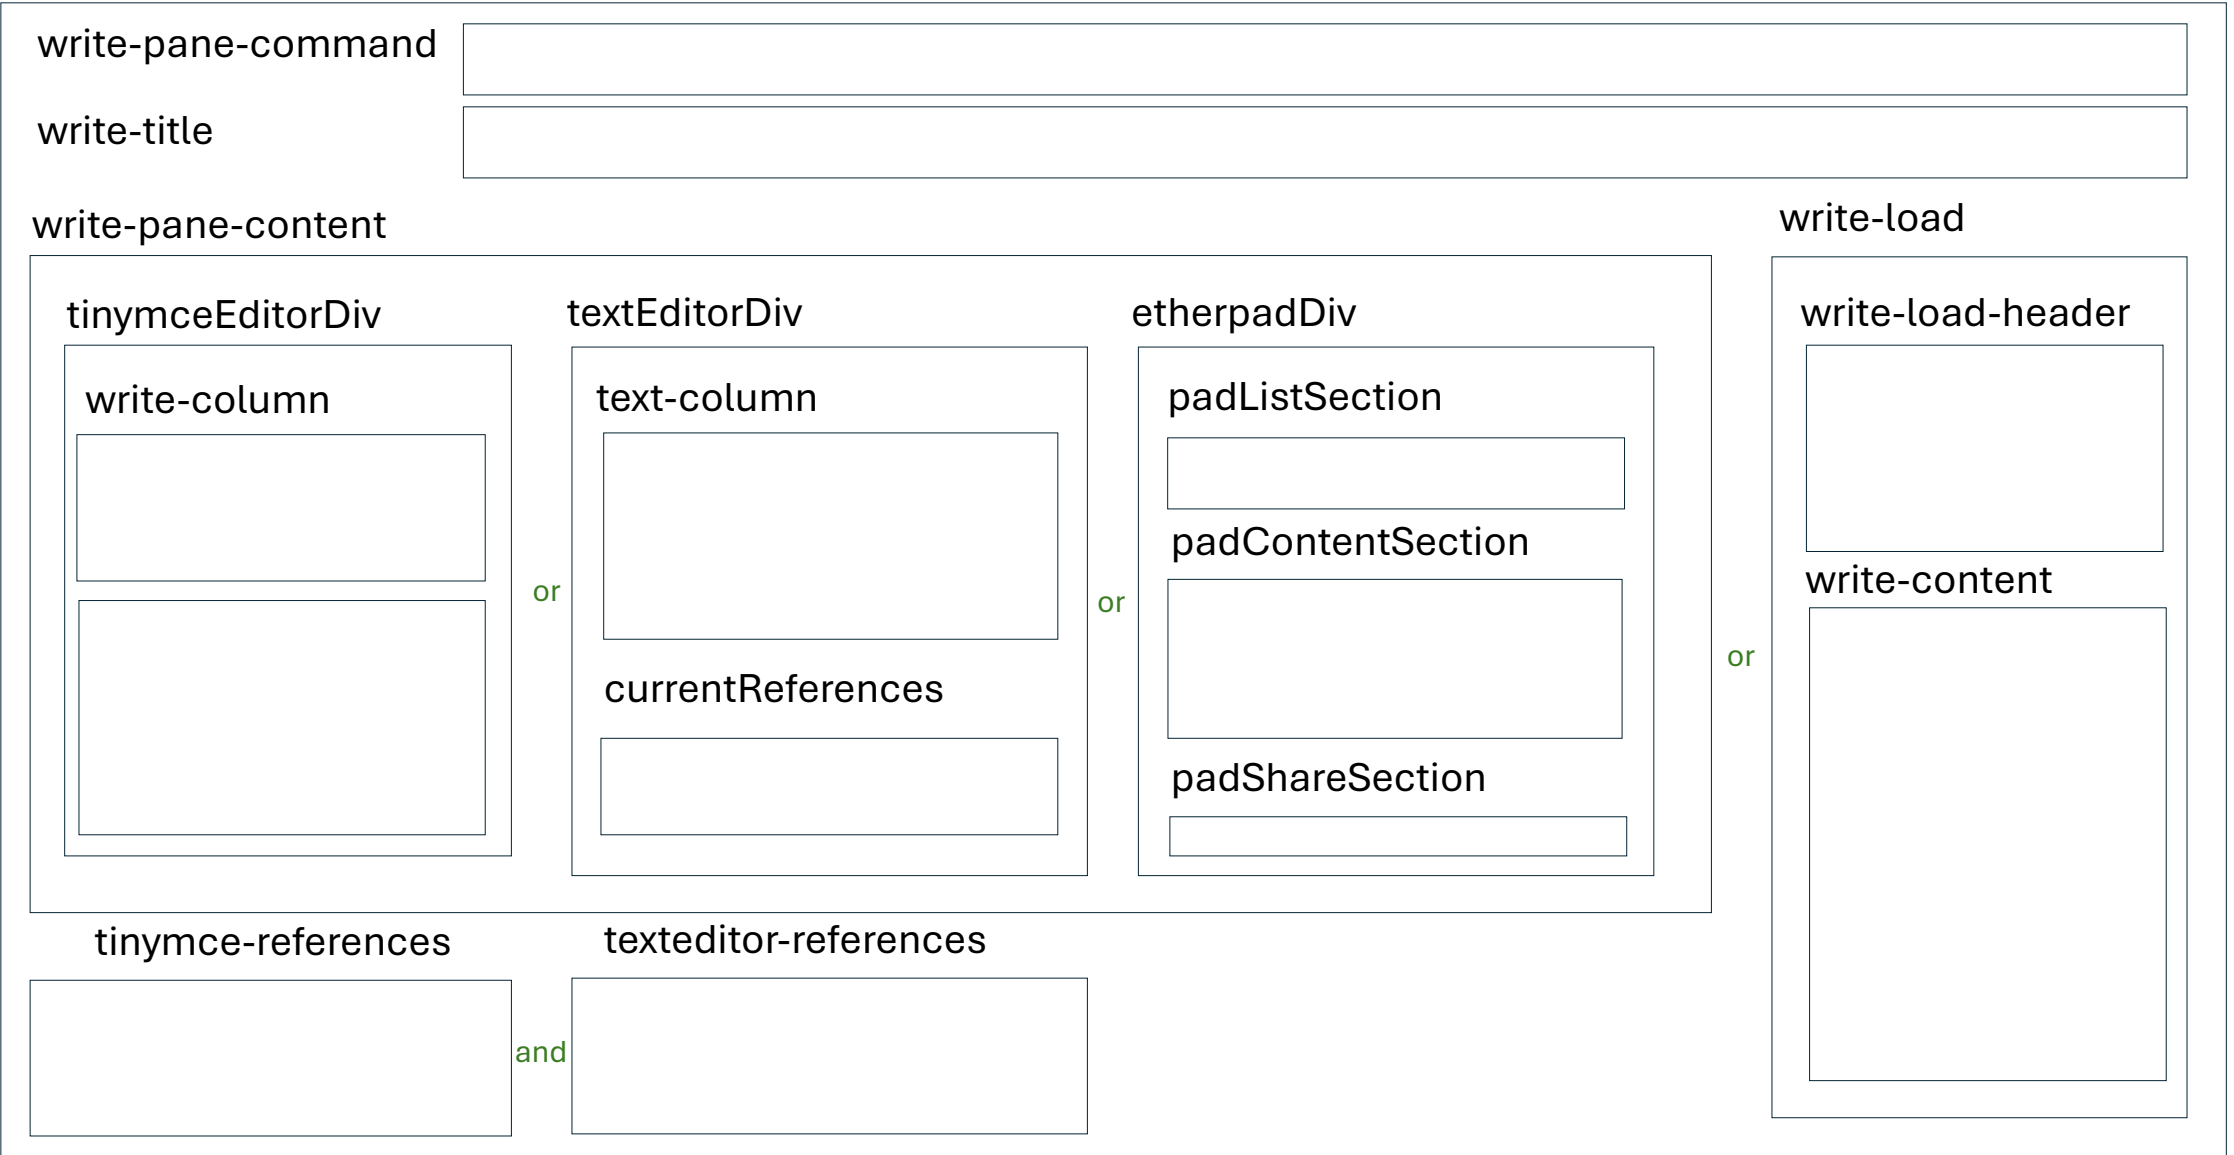 write-pane-command
write-title
write-pane-content
write-load
tinymceEditorDiv
textEditorDiv
etherpadDiv
write-load-header
write-column
text-column
padListSection
padContentSection
write-content
or
or
or
currentReferences
padShareSection
tinymce-references
texteditor-references
and